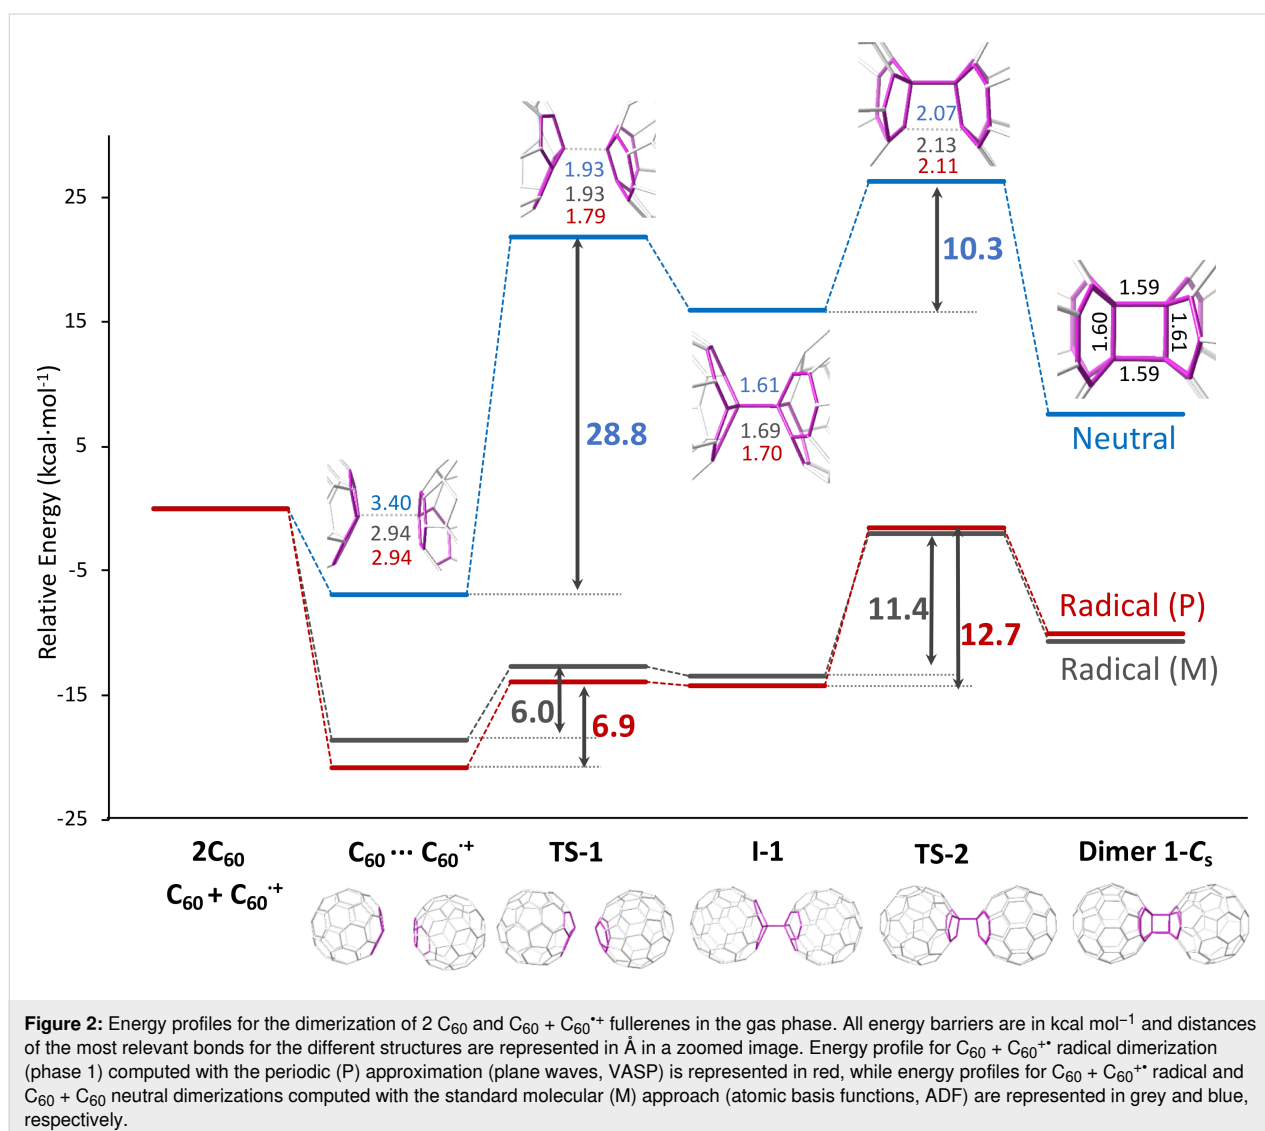 2.07
2.13
2.11
1.93
1.93
1.79
25
10.3
1.59
1.60
1.61
1.59
15
1.61
1.69
1.70
28.8
Neutral
5
3.40
2.94
2.94
-5
11.4
12.7
Radical (P)
Radical (M)
-15
6.0
6.9
-25
Relative Energy (kcal·mol⁻¹)
2C₆₀
C₆₀ + C₆₀·⁺
C₆₀ ··· C₆₀·⁺
TS-1
I-1
TS-2
Dimer 1-Cₛ
Figure 2: Energy profiles for the dimerization of 2 C₆₀ and C₆₀ + C₆₀•⁺ fullerenes in the gas phase. All energy barriers are in kcal mol⁻¹ and distances
of the most relevant bonds for the different structures are represented in Å in a zoomed image. Energy profile for C₆₀ + C₆₀⁺• radical dimerization
(phase 1) computed with the periodic (P) approximation (plane waves, VASP) is represented in red, while energy profiles for C₆₀ + C₆₀⁺• radical and
C₆₀ + C₆₀ neutral dimerizations computed with the standard molecular (M) approach (atomic basis functions, ADF) are represented in grey and blue,
respectively.